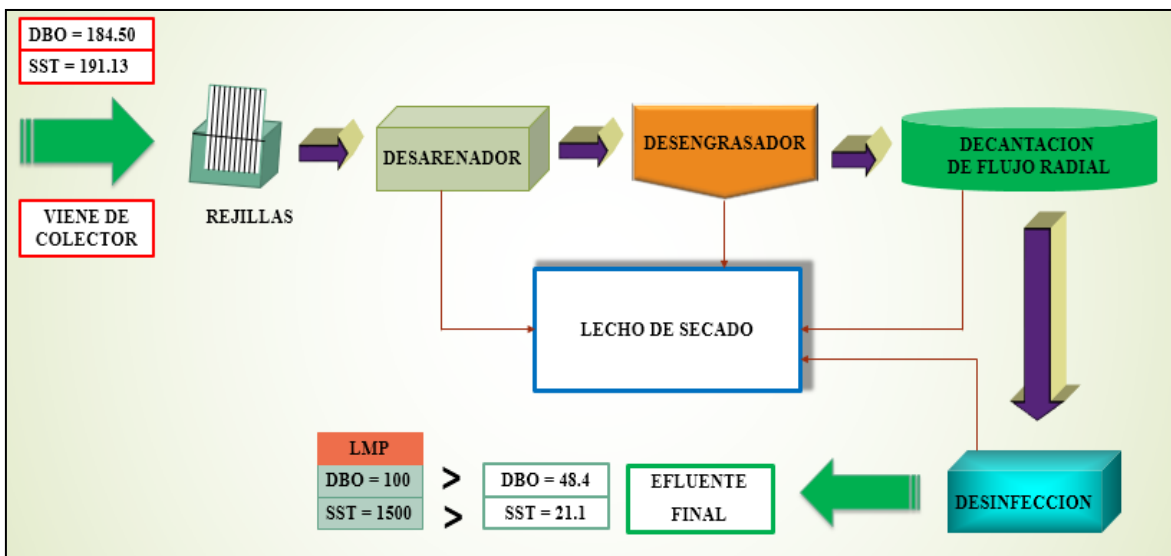 DBO = 184.50
SST = 191.13
VIENE DE
COLECTOR
REJILLAS
DESARENADOR
DESENGRASADOR
DECANTACION
DE FLUJO RADIAL
LECHO DE SECADO
LMP
DBO = 100 > DBO = 48.4
SST = 1500 > SST = 21.1
EFLUENTE
FINAL
DESINFECCION